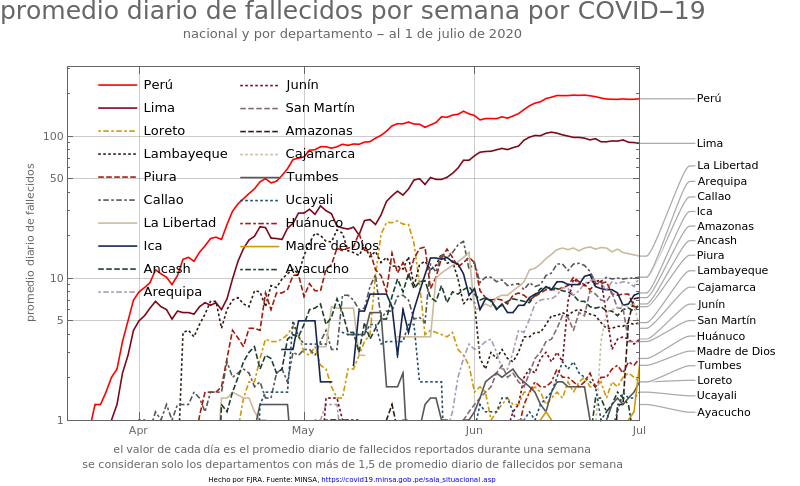 promedio diario de fallecidos por semana por COVID‒19
nacional y por departamento ‒ al 1 de julio de 2020
promedio diario de fallecidos
100
50
10
5
1
Apr
May
Jun
Jul
Perú
Lima
Loreto
Lambayeque
Piura
Callao
La Libertad
Ica
Ancash
Arequipa
Junín
San Martín
Amazonas
Cajamarca
Tumbes
Ucayali
Huánuco
Madre de Dios
Ayacucho
Perú
Lima
La Libertad
Arequipa
Callao
Ica
Amazonas
Ancash
Piura
Lambayeque
Cajamarca
Junín
San Martín
Huánuco
Madre de Dios
Tumbes
Loreto
Ucayali
Ayacucho
el valor de cada día es el promedio diario de fallecidos reportados durante una semana
se consideran solo los departamentos con más de 1,5 de promedio diario de fallecidos por semana
Hecho por FJRA. Fuente: MINSA, https://covid19.minsa.gob.pe/sala_situacional.asp